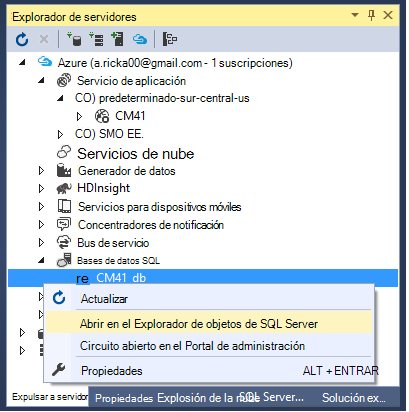 Explorador de servidores
Azure (a.ricka00@gmail.com - 1 suscripciones)
Servicio de aplicación
CO) predeterminado-sur-central-us
CM41
CO) SMO EE.
Servicios de nube
Generador de datos
HDInsight
Servicios para dispositivos móviles
Concentradores de notificación
Bus de servicio
Bases de datos SQL
re CM41 db
Actualizar
Abrir en el Explorador de objetos de SQL Server
Circuito abierto en el Portal de administración
Propiedades ALT + ENTRAR
Expulsar a servidores Propiedades Explosión de la nube SQL Server... Solución ex...